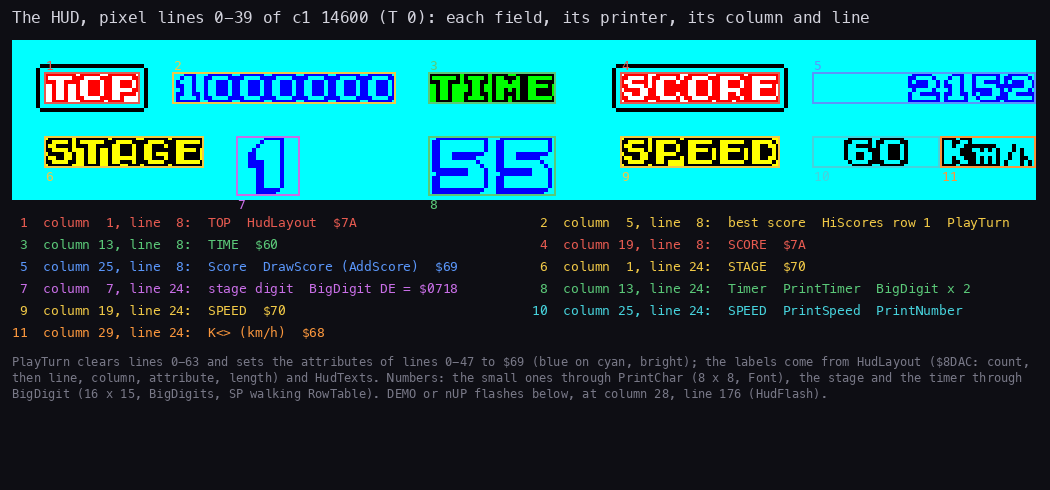 The HUD, pixel lines 0–39 of c1 14600 (T 0): each field, its printer, its column and line
1 2 3 4 5
TOP 1000000 TIME SCORE 2152
STAGE 1 55 SPEED 60 Km/h
6 7 8 9 10 11
1 column 1, line 8: TOP HudLayout $7A
2 column 5, line 8: best score HiScores row 1 PlayTurn
3 column 13, line 8: TIME $60
4 column 19, line 8: SCORE $7A
5 column 25, line 8: Score DrawScore (AddScore) $69
6 column 1, line 24: STAGE $70
7 column 7, line 24: stage digit BigDigit DE = $0718
8 column 13, line 24: Timer PrintTimer BigDigit x 2
9 column 19, line 24: SPEED $70
10 column 25, line 24: SPEED PrintSpeed PrintNumber
11 column 29, line 24: K<> (km/h) $68
PlayTurn clears lines 0–63 and sets the attributes of lines 0–47 to $69 (blue on cyan, bright); the labels come from HudLayout ($8DAC: count,
then line, column, attribute, length) and HudTexts. Numbers: the small ones through PrintChar (8 x 8, Font), the stage and the timer through
BigDigit (16 x 15, BigDigits, SP walking RowTable). DEMO or nUP flashes below, at column 28, line 176 (HudFlash).